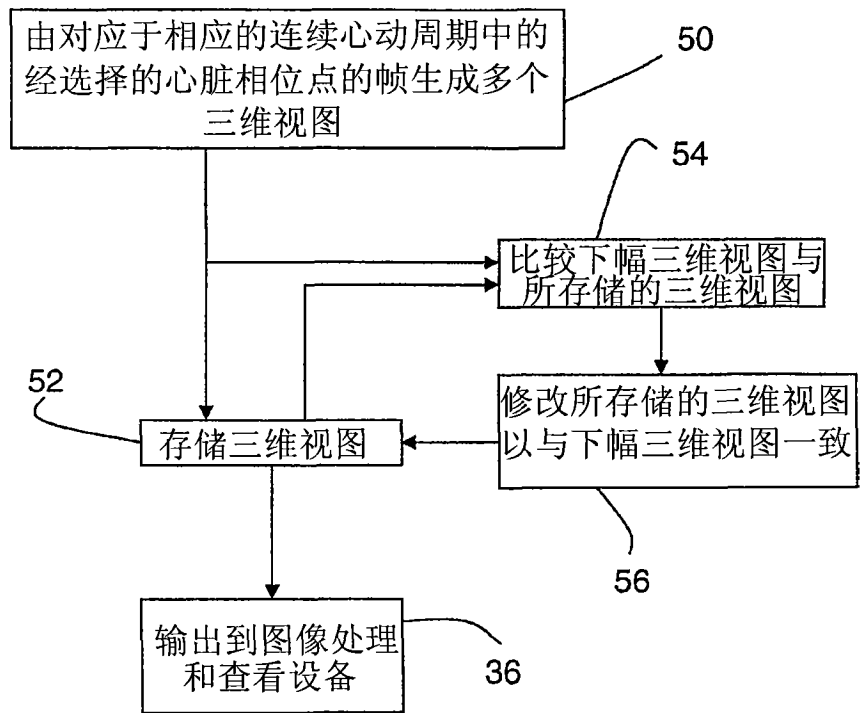 由对应于相应的连续心动周期中的
经选择的心脏相位点的帧生成多个
三维视图
50
54
比较下幅三维视图与
所存储的三维视图
52
存储三维视图
修改所存储的三维视图
以与下幅三维视图一致
56
输出到图像处理
和查看设备
36